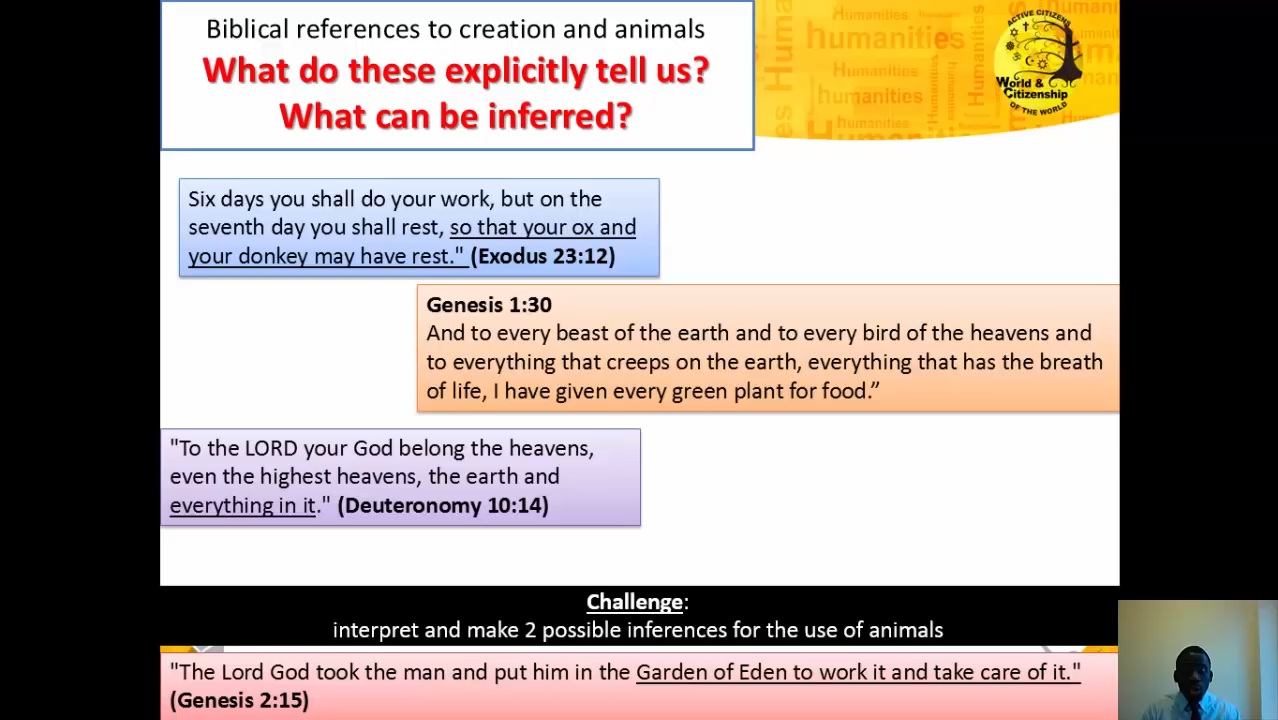 Biblical references to creation and animals
What do these explicitly tell us?
What can be inferred?
Humanities
Humanities
humanities
Humanities
humanities
Humanities
Humanities
Humanities
ACTIVE CITIZENS
World &
Citizenship
OF THE WORLD
Six days you shall do your work, but on the
seventh day you shall rest, so that your ox and
your donkey may have rest." (Exodus 23:12)
Genesis 1:30
And to every beast of the earth and to every bird of the heavens and
to everything that creeps on the earth, everything that has the breath
of life, I have given every green plant for food.”
"To the LORD your God belong the heavens,
even the highest heavens, the earth and
everything in it." (Deuteronomy 10:14)
Challenge:
interpret and make 2 possible inferences for the use of animals
"The Lord God took the man and put him in the Garden of Eden to work it and take care of it."
(Genesis 2:15)